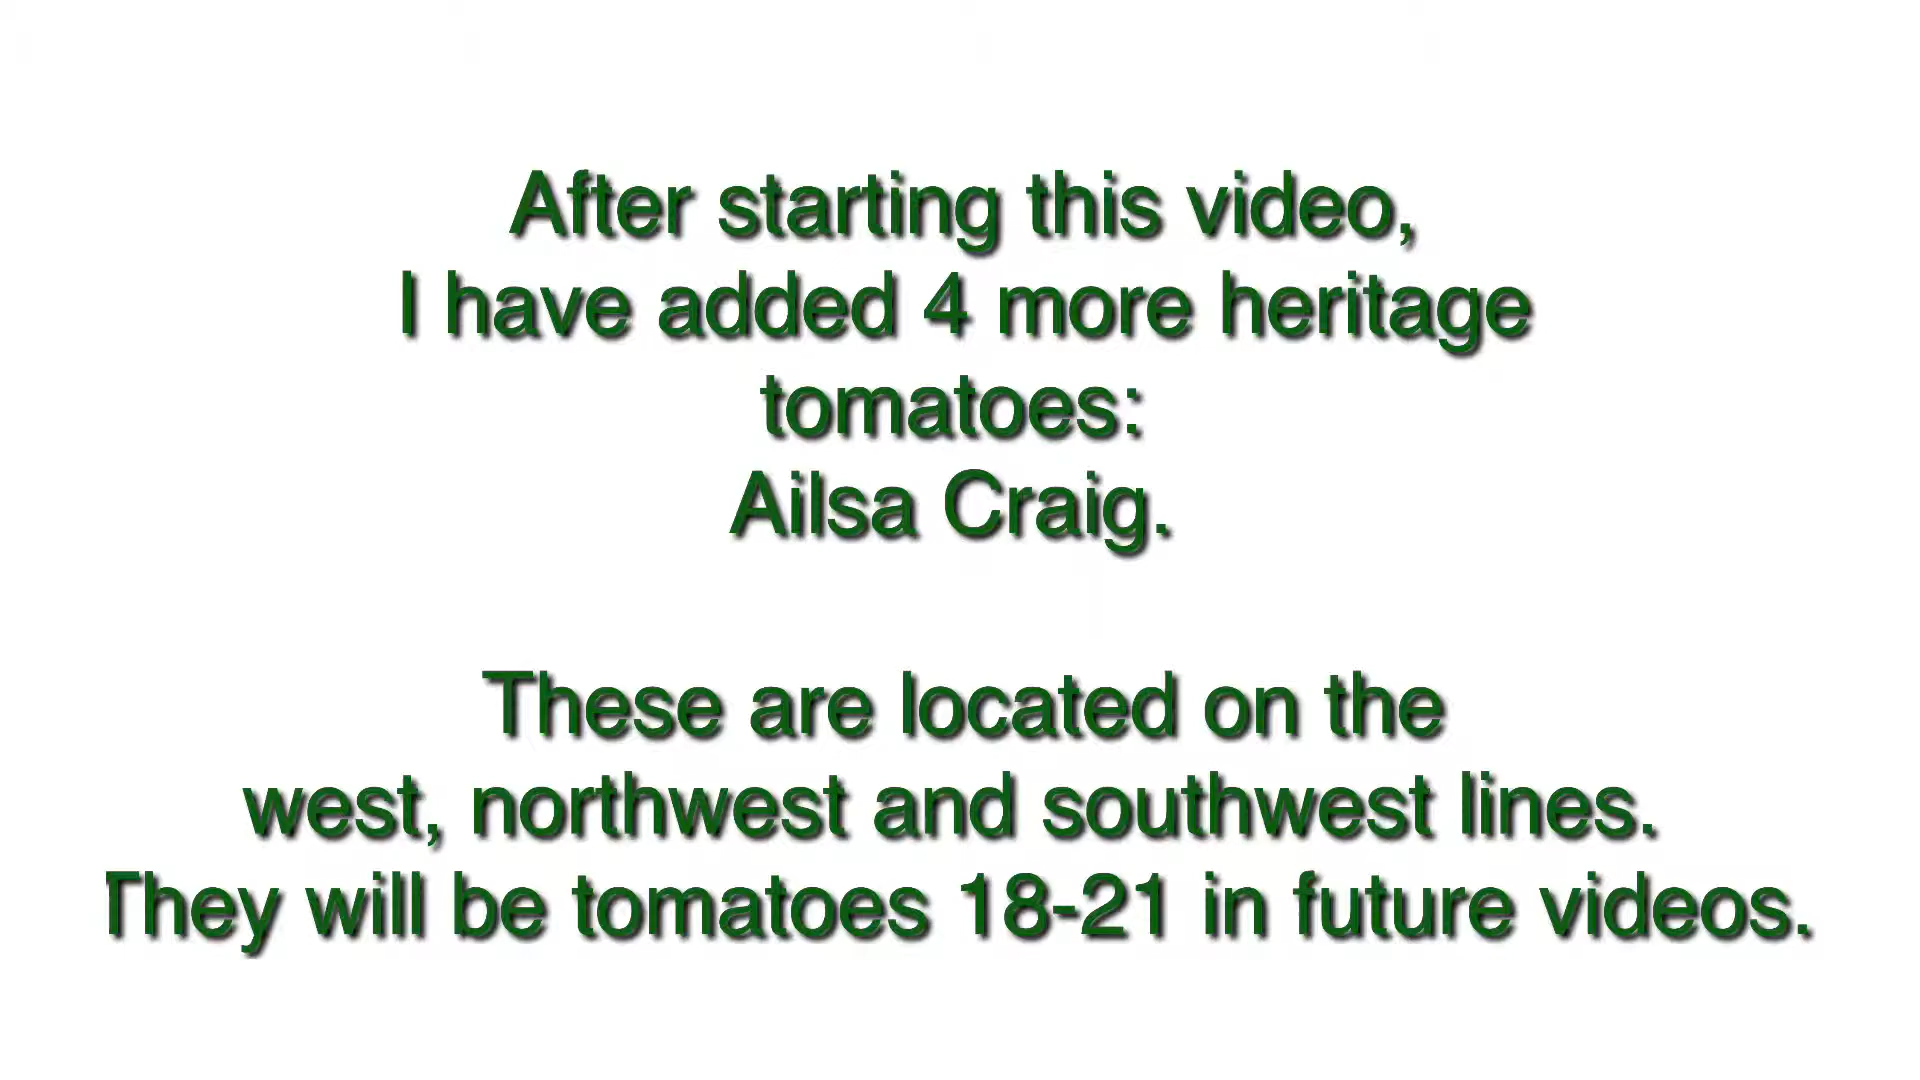 After starting this video,
I have added 4 more heritage
tomatoes:
Ailsa Craig.
These are located on the
west, northwest and southwest lines.
They will be tomatoes 18-21 in future videos.